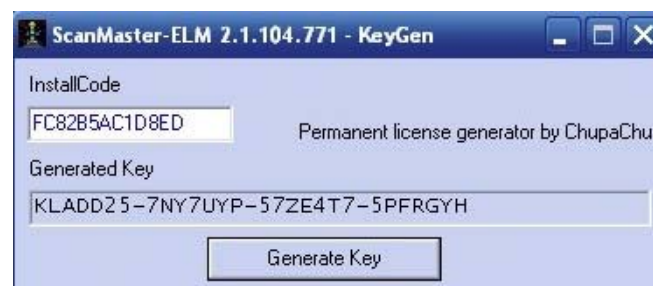 ScanMaster-ELM 2.1.104.771 - KeyGen
InstallCode
FC82B5AC1D8ED
Permanent license generator by ChupaChu
Generated Key
KLADD25-7NY7UYP-57ZE4T7-5PFRGYH
Generate Key